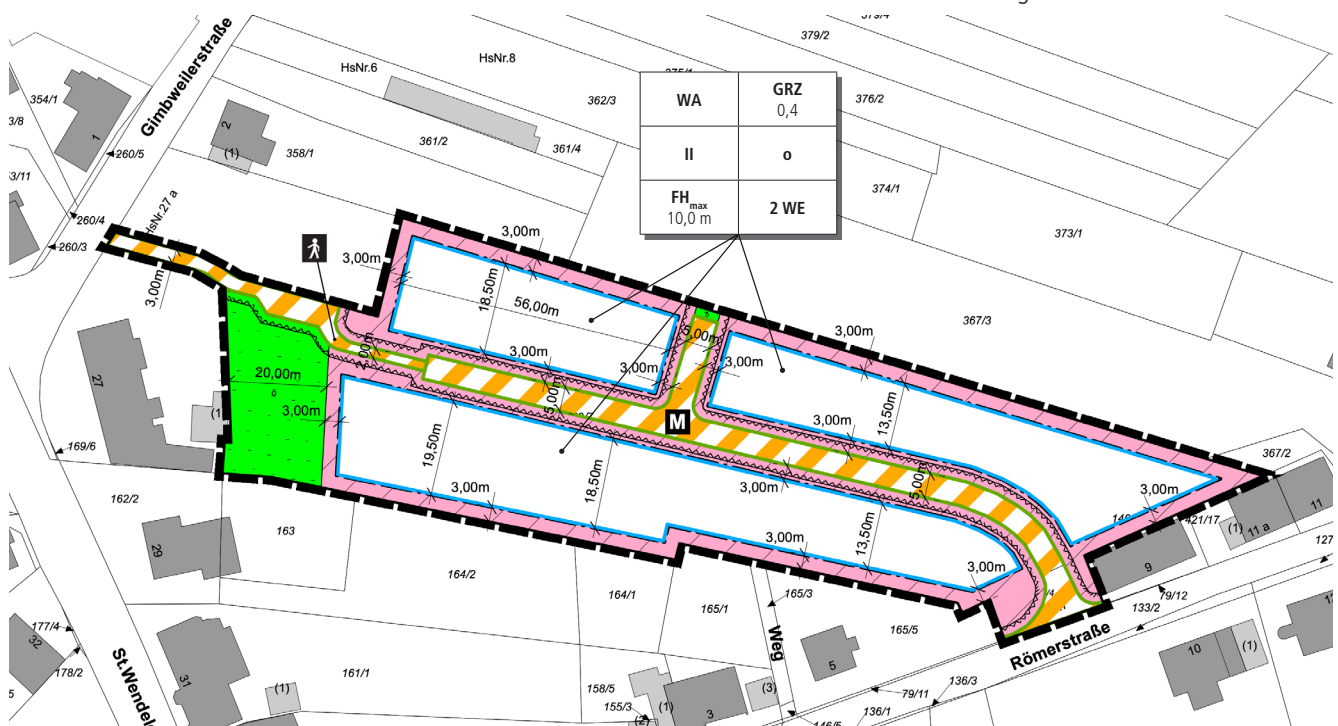 379/4
379/2
Gimbweilerstraße
HsNr.6
HsNr.8
354/1
3/8
1
260/5
2
(1)
358/1
361/2
361/4
362/3
375/1
376/2
WA
GRZ
0,4
II
o
FHmax
10,0 m
2 WE
374/1
373/1
367/3
3/11
260/4
260/3
HsNr.27 a
3,00m
3,00m
3,00m
18,50m
56,00m
3,00m
3,00m
5,00m
3,00m
3,00m
2,00m
5,00m
M
20,00m
3,00m
27
(1
19,50m
18,50m
3,00m
3,00m
3,00m
13,50m
5,00m
3,00m
13,50m
3,00m
3,00m
367/2
421/17
(1)
11 a
11
9
127
79/12
133/2
169/6
162/2
163
29
164/2
164/1
165/1
165/3
165/5
Weg
5
Römerstraße
10
(1)
12
177/4
32
178/2
31
St.Wendel
(1)
161/1
158/5
155/3
(1)
3
(3)
79/11
136/3
136/1
146/5